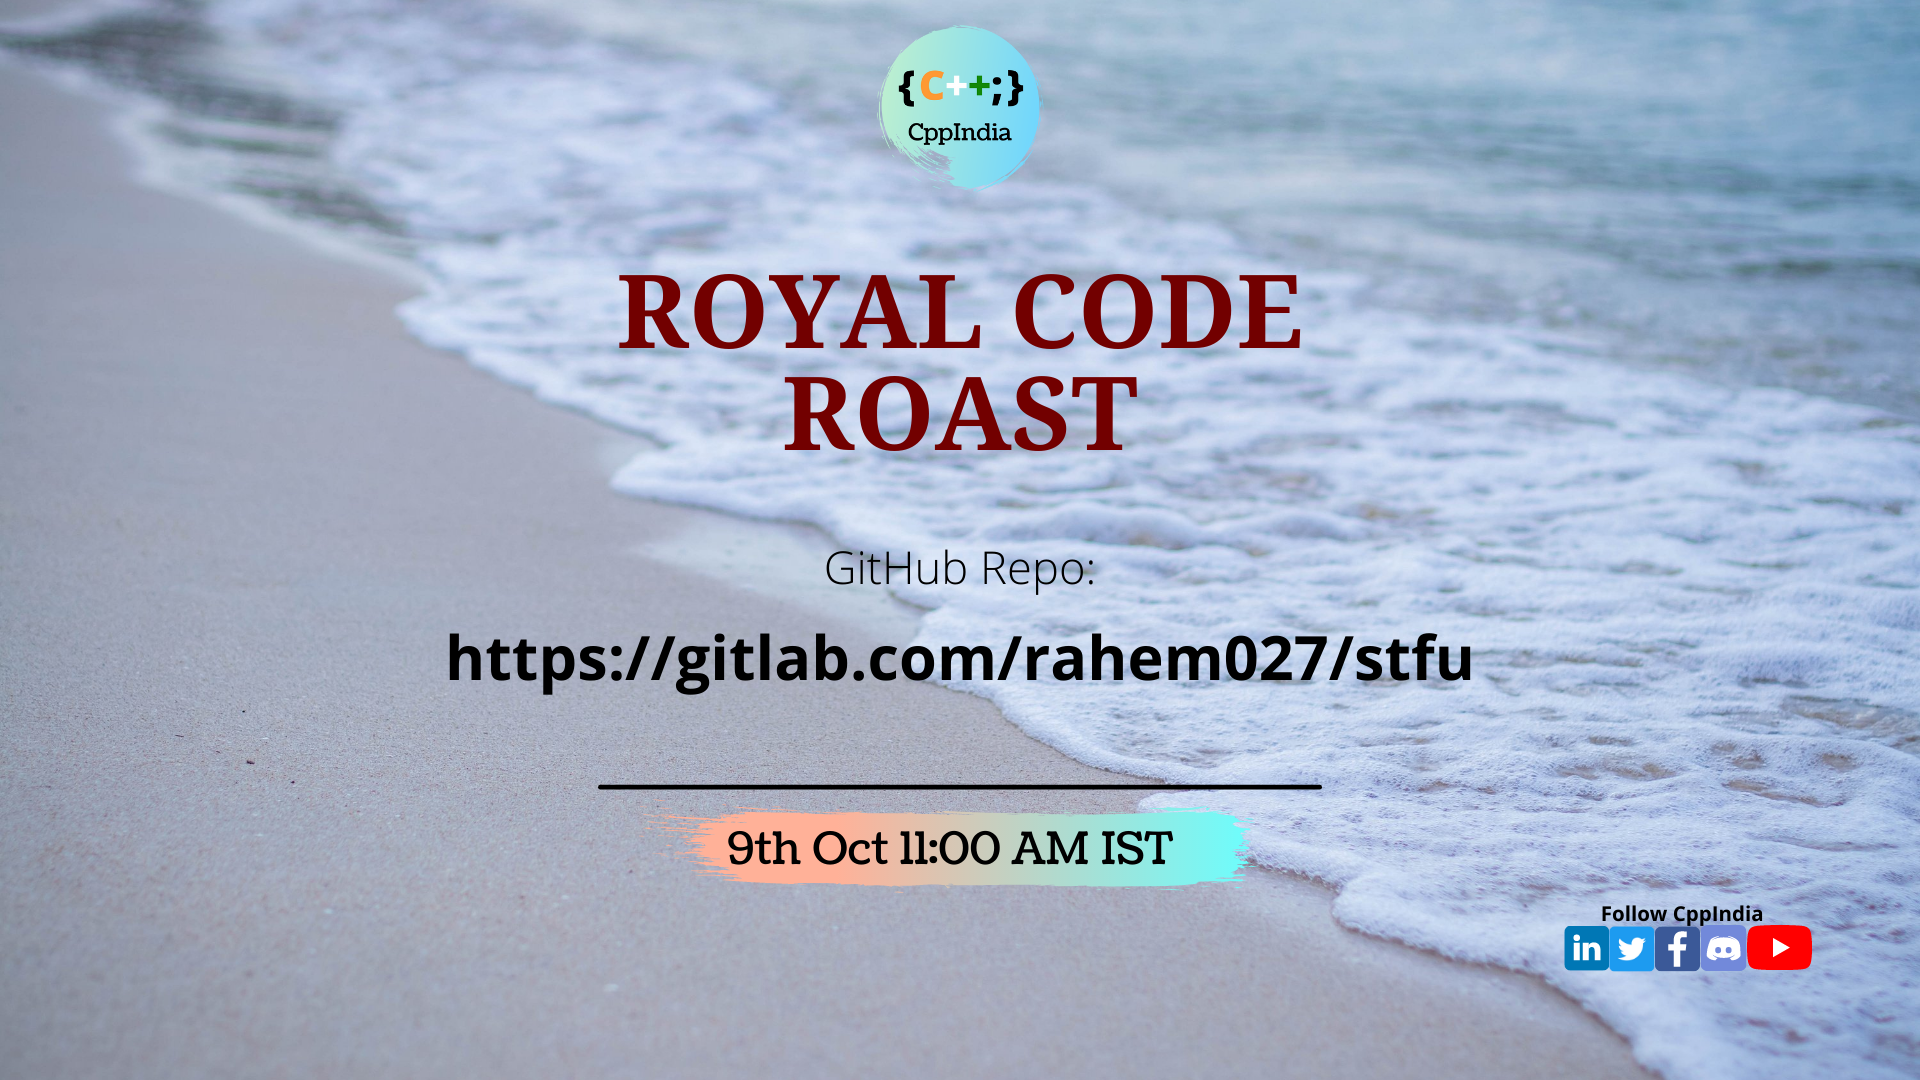 {C++;}
CppIndia
ROYAL CODE
ROAST
GitHub Repo:
https://gitlab.com/rahem027/stfu
9th Oct 11:00 AM IST
Follow CppIndia
in
f